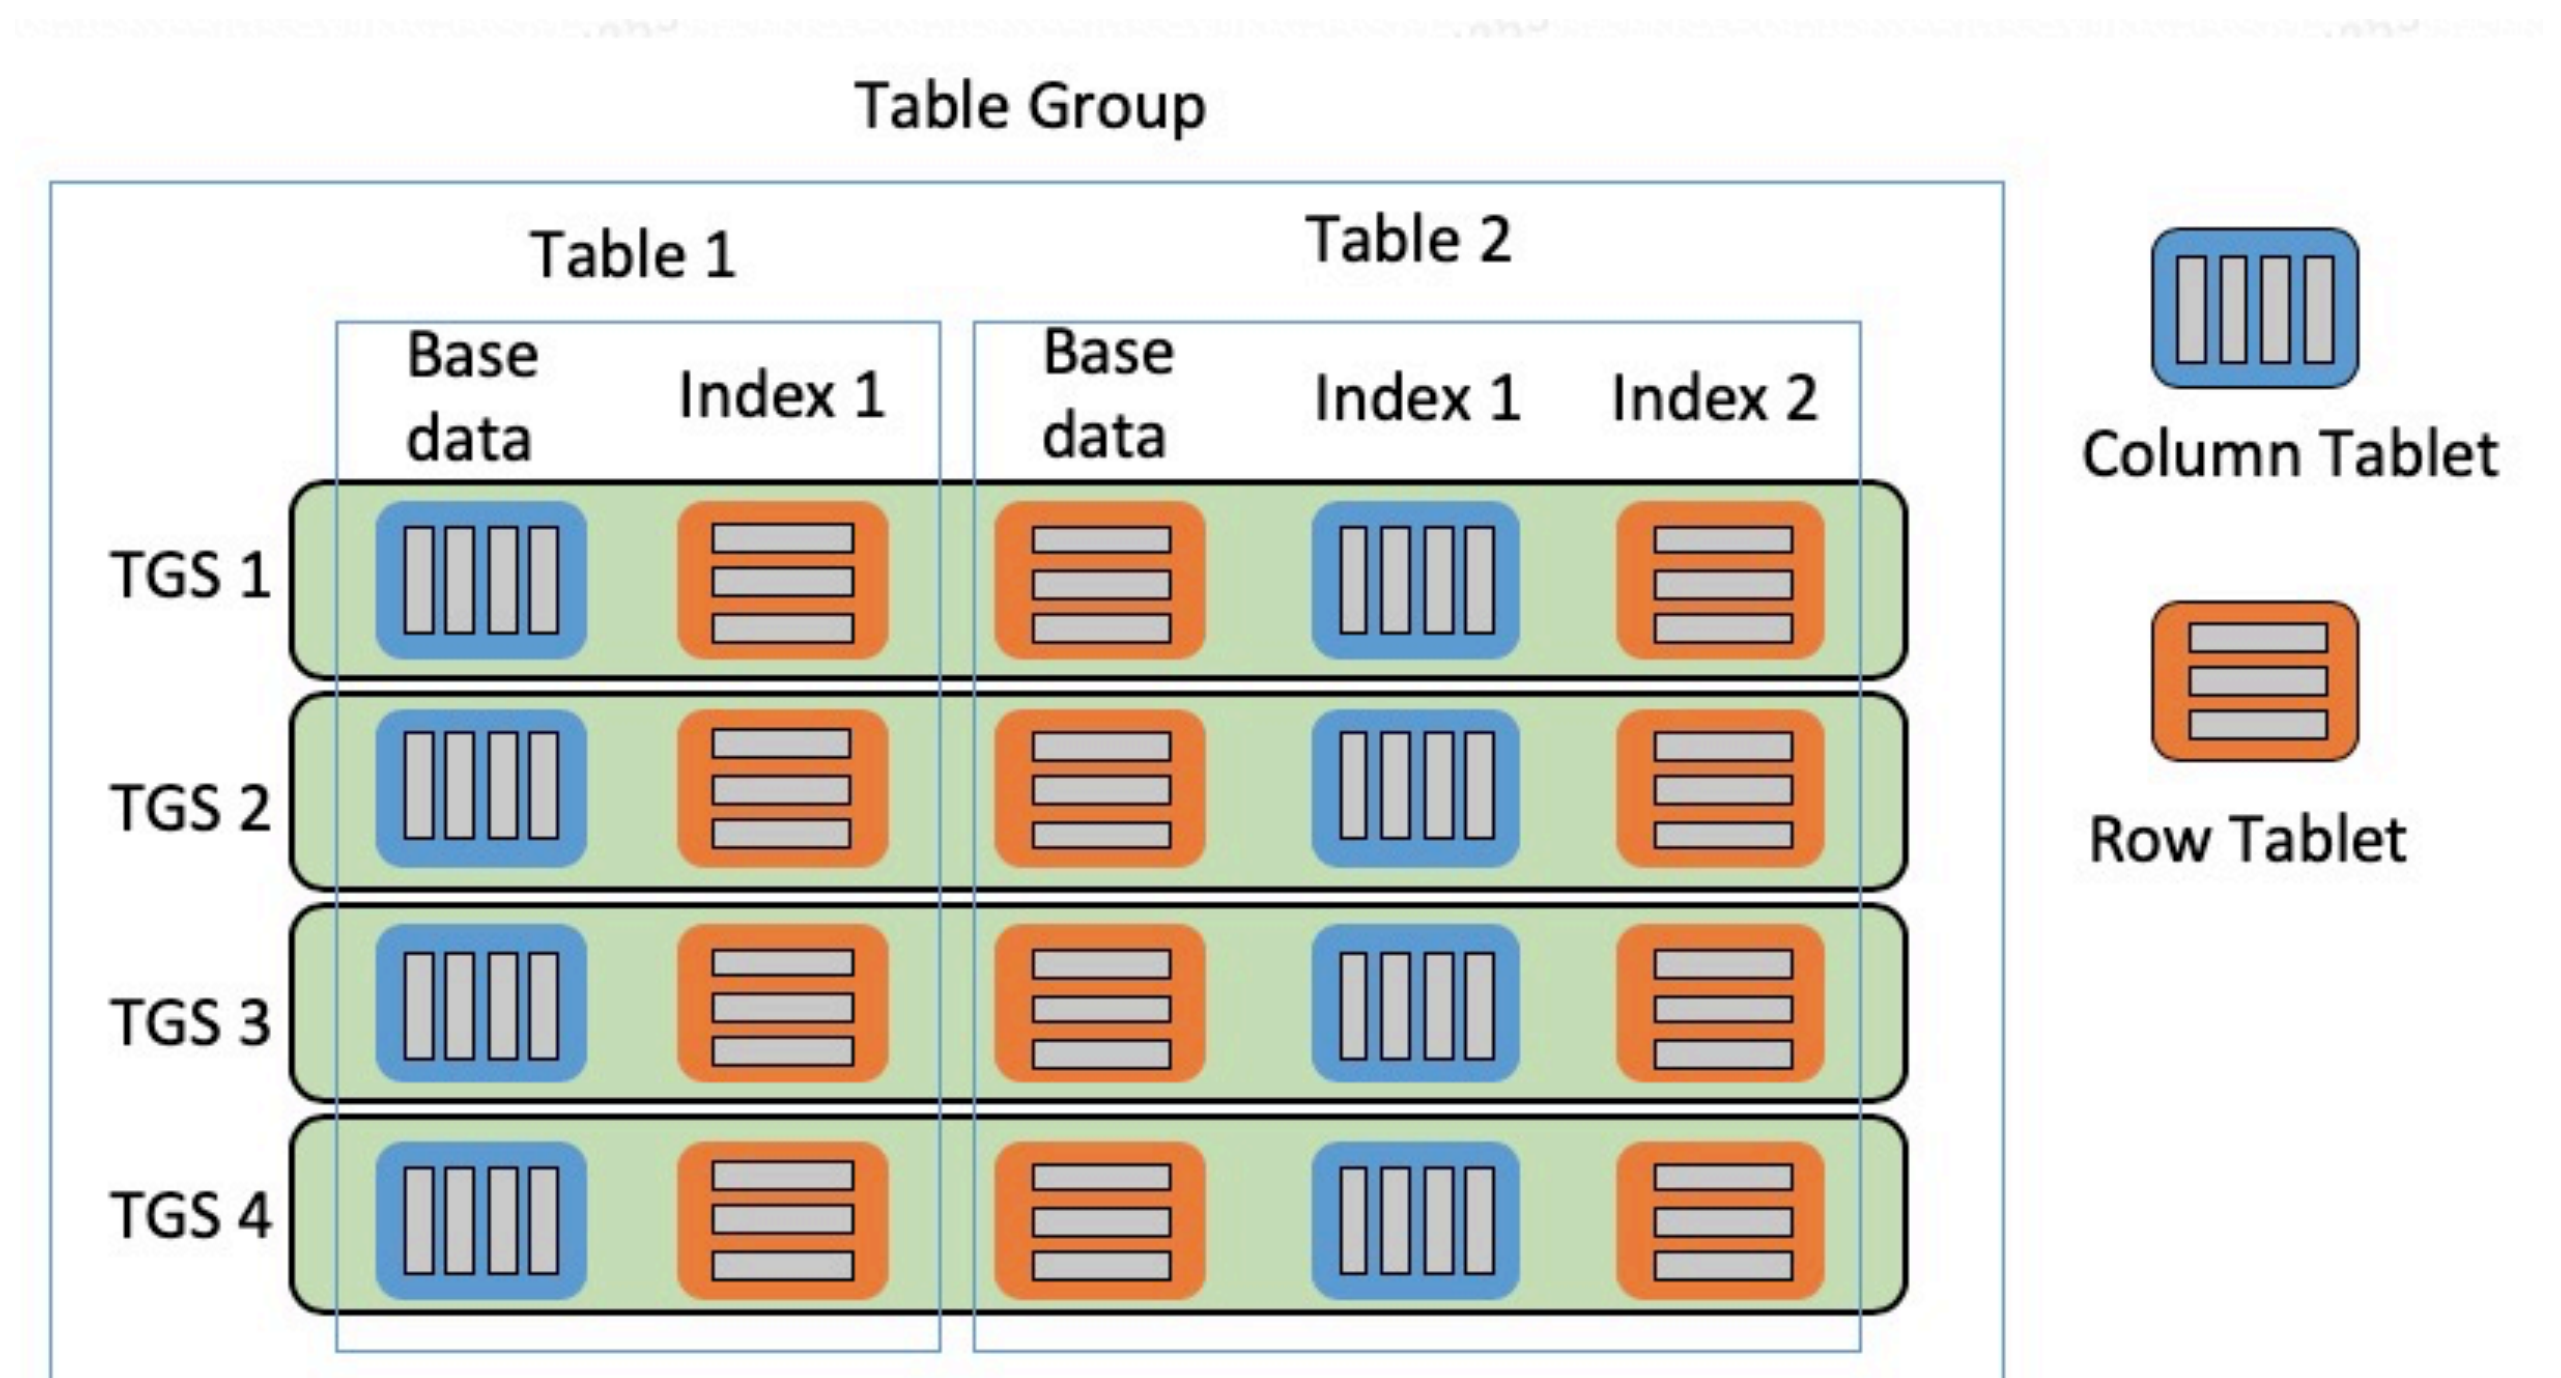 Table Group
Table 1
Table 2
Base
data
Index 1
Base
data
Index 1
Index 2
TGS 1
TGS 2
TGS 3
TGS 4
Column Tablet
Row Tablet